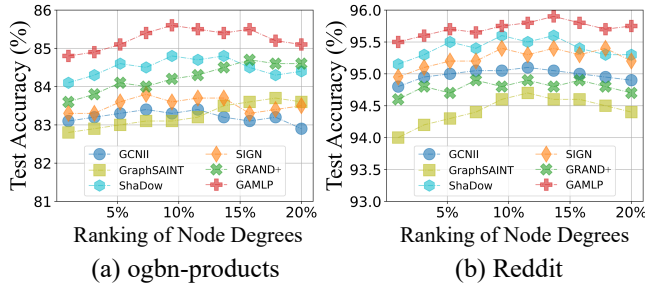 Test Accuracy (%)
86
85
84
83
82
81
GCNII
GraphSAINT
ShaDow
SIGN
GRAND+
GAMLP
5%
10%
15%
20%
Ranking of Node Degrees
(a) ogbn-products
Test Accuracy (%)
96.0
95.5
95.0
94.5
94.0
93.5
93.0
GCNII
GraphSAINT
ShaDow
SIGN
GRAND+
GAMLP
5%
10%
15%
20%
Ranking of Node Degrees
(b) Reddit